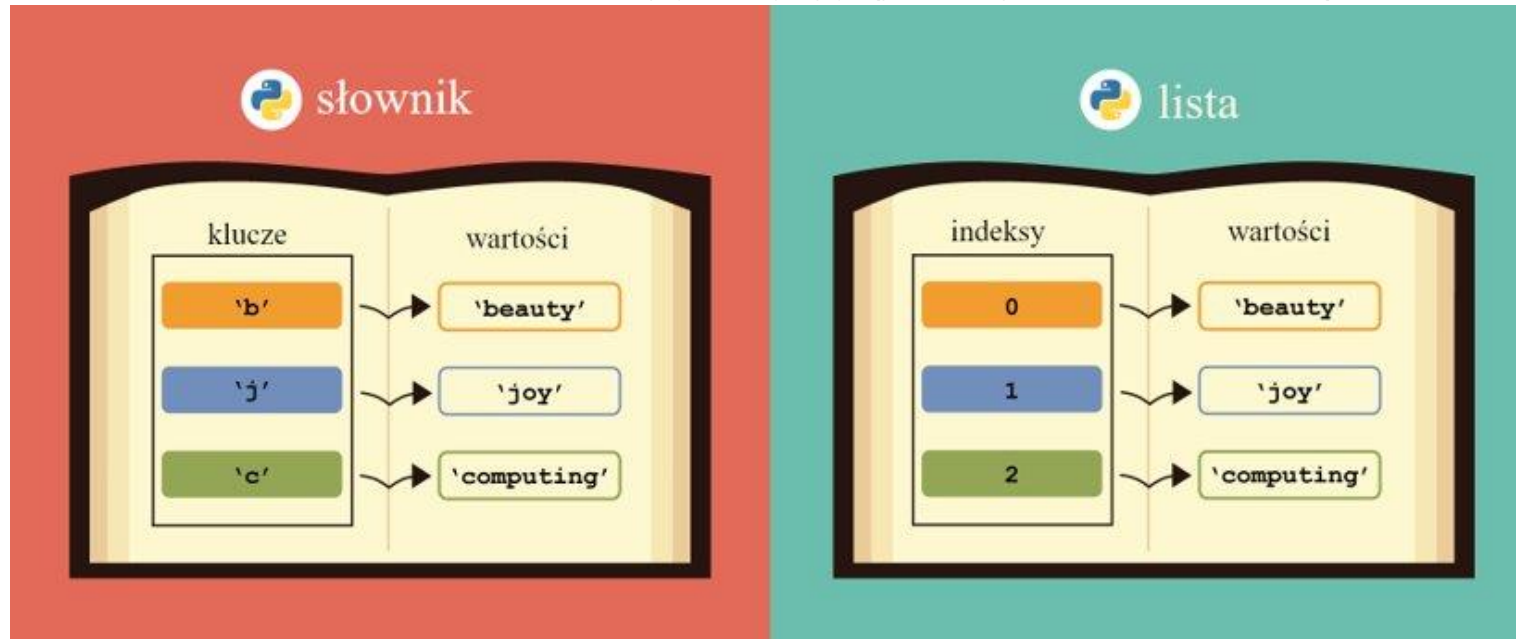 słownik
klucze wartości
‘b’ ‘beauty’
‘j’ ‘joy’
‘c’ ‘computing’
lista
indeksy wartości
0 ‘beauty’
1 ‘joy’
2 ‘computing’